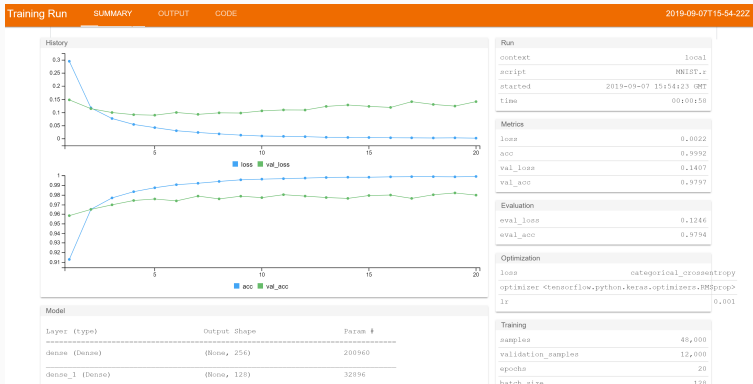 Training Run SUMMARY OUTPUT CODE 2019-09-07T15-54-22Z
History
0.3
0.25
0.2
0.15
0.1
0.05
0
5 10 15 20
loss val_loss
1
0.99
0.98
0.97
0.96
0.95
0.94
0.93
0.92
0.91
5 10 15 20
acc val_acc
Model
Layer (type) Output Shape Param #
dense (Dense) (None, 256) 200960
dense_1 (Dense) (None, 128) 32896
Run
context local
script MNIST.r
started 2019-09-07 15:54:23 GMT
time 00:00:50
Metrics
loss 0.0022
acc 0.9992
val_loss 0.1407
val_acc 0.9797
Evaluation
eval_loss 0.1246
eval_acc 0.9794
Optimization
loss categorical_crossentropy
optimizer <tensorflow.python.keras.optimizers.RMSprop>
lr 0.001
Training
samples 48,000
validation_samples 12,000
epochs 20
batch_size 128